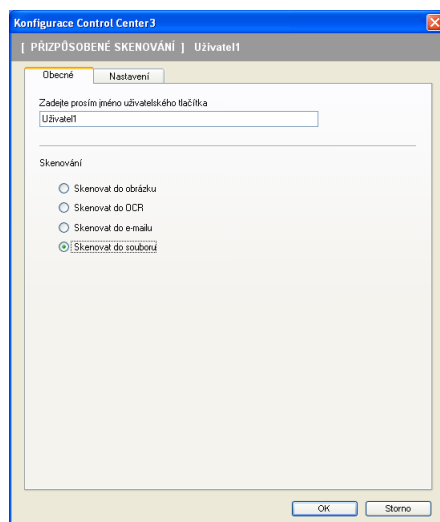 Konfigurace Control Center3
[ PŘIZPŮSOBENÉ SKENOVÁNÍ ] Uživatel1
Obecné Nastavení
Zadejte prosím jméno uživatelského tlačítka
Uživatel1
Skenování
Skenovat do obrázku
Skenovat do OCR
Skenovat do e-mailu
Skenovat do souboru
OK Storno